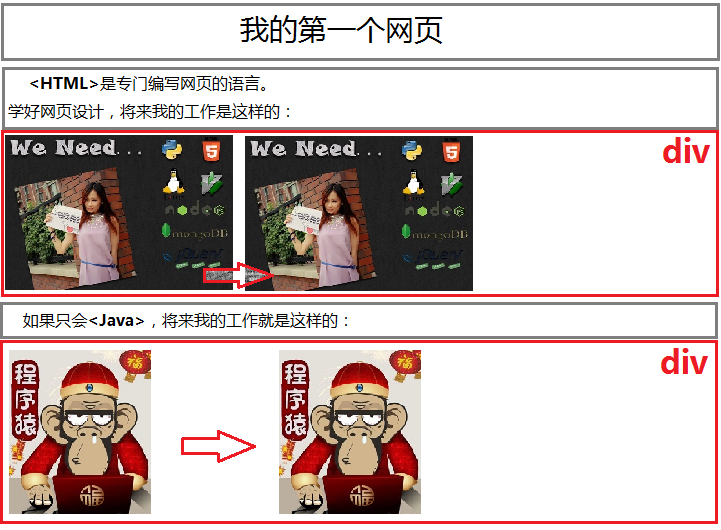 我的第一个网页
<HTML>是专门编写网页的语言。
学好网页设计，将来我的工作是这样的：
div
We Need...
We Need...
5
5
node
node
mongoDB
mongoDB
jQuery
jQuery
如果只会<Java>，将来我的工作就是这样的：
div
程序猿
福
福
程序猿
福
福